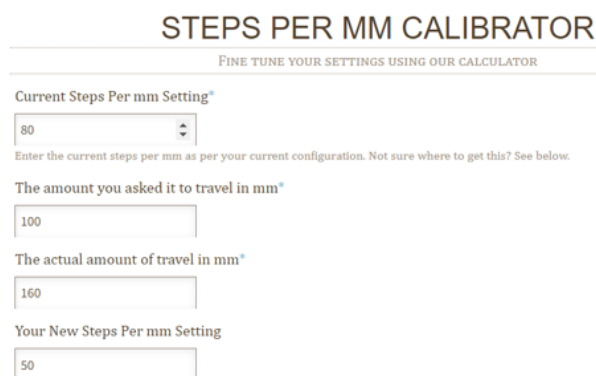 STEPS PER MM CALIBRATOR
FINE TUNE YOUR SETTINGS USING OUR CALCULATOR
Current Steps Per mm Setting*
80
Enter the current steps per mm as per your current configuration. Not sure where to get this? See below.
The amount you asked it to travel in mm*
100
The actual amount of travel in mm*
160
Your New Steps Per mm Setting
50